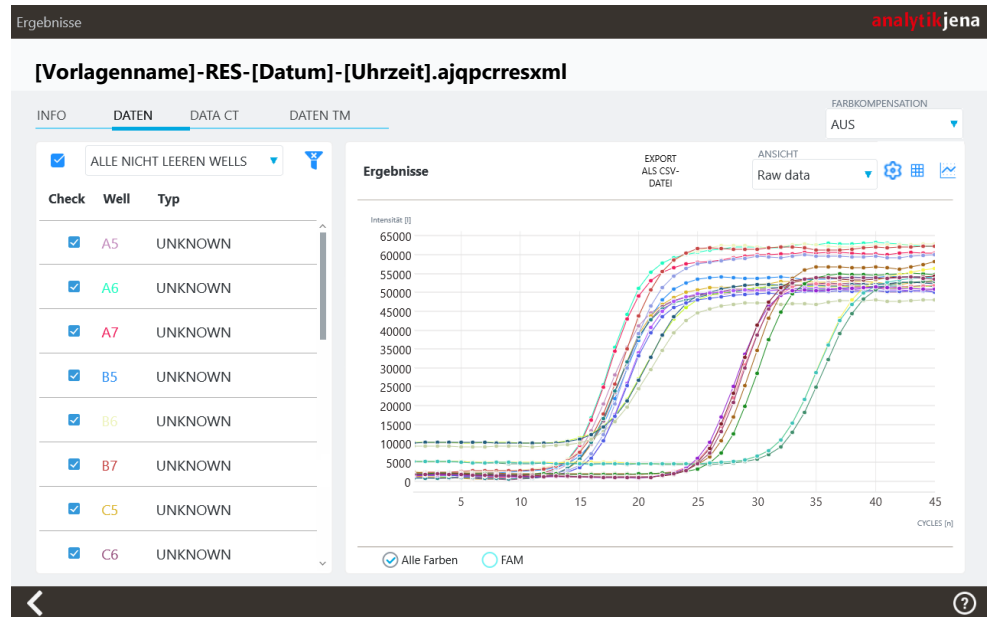 Ergebnisse
analytikjena
[Vorlagenname]-RES-[Datum]-[Uhrzeit].ajqpcrresxml
INFO
DATEN
DATA CT
DATEN TM
FARBKOMPENSATION
AUS
ALLE NICHT LEEREN WELLS
Check Well Typ
A5 UNKNOWN
A6 UNKNOWN
A7 UNKNOWN
B5 UNKNOWN
B6 UNKNOWN
B7 UNKNOWN
C5 UNKNOWN
C6 UNKNOWN
Ergebnisse
EXPORT
ALS CSV-
DATEI
ANSICHT
Raw data
Intensität [I]
65000
60000
55000
50000
45000
40000
35000
30000
25000
20000
15000
10000
5000
0
5 10 15 20 25 30 35 40 45
CYCLES [n]
Alle Farben
FAM
?